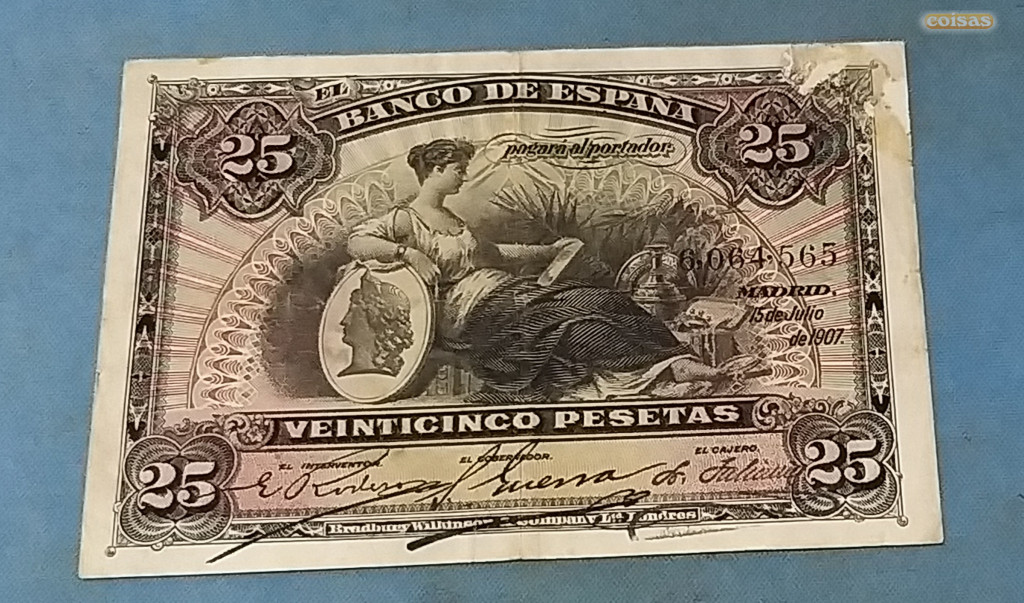 coisas
EL
BANCO DE ESPAÑA
25
25
pagará al portador
6,064,565
MADRID.
15 de Julio
de 1907.
VEINTICINCO PESETAS
EL INTERVENTOR.
EL GOBERNADOR.
EL CAJERO.
25
25
Bradbury Wilkinson & Company Ld. Londres